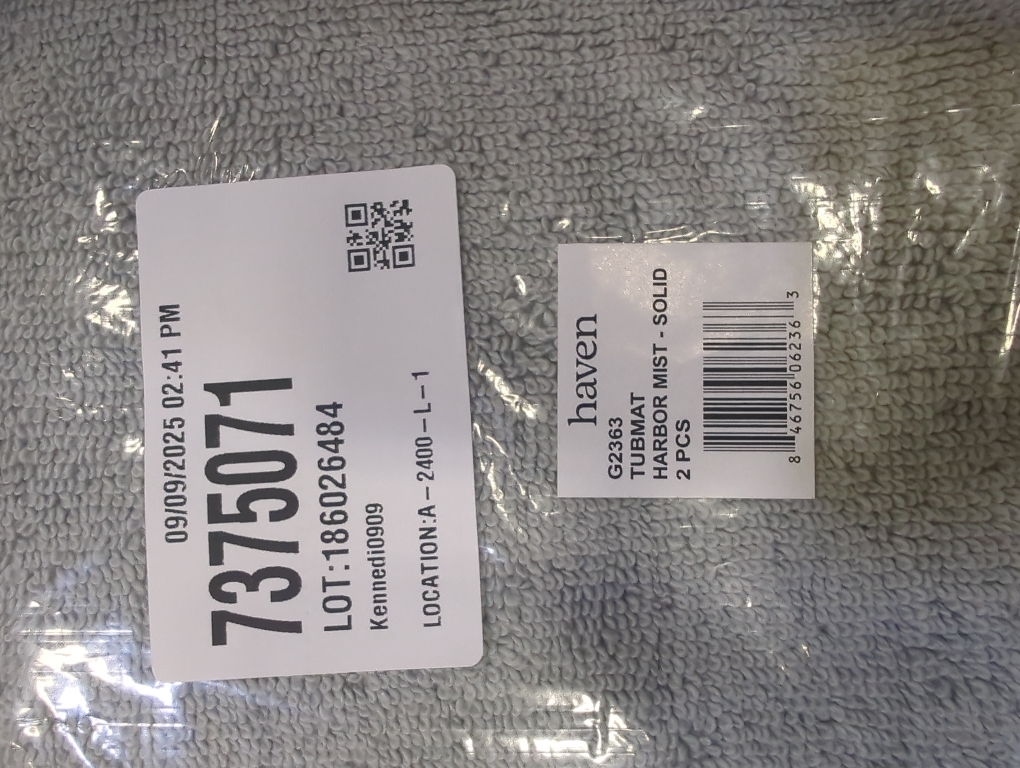 09/09/2025 02:41 PM
7375071
LOT:186026484
Kennedi0909
LOCATION:A-2400-L-1
haven
G2363
TUBMAT
HARBOR MIST - SOLID
2 PCS
8 46756 06236 3